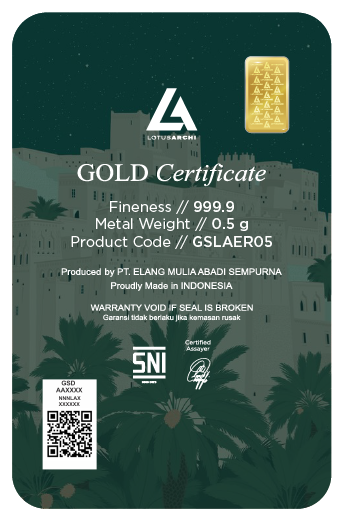 LOTUSARCHI
GOLD Certificate
Fineness // 999.9
Metal Weight // 0.5 g
Product Code // GSLAER05
Produced by PT. ELANG MULIA ABADI SEMPURNA
Proudly Made in INDONESIA
WARRANTY VOID IF SEAL IS BROKEN
Garansi tidak berlaku jika kemasan rusak
SNI
Certified
Assayer
GSD
AAXXXX
NNNLAX
XXXXXX